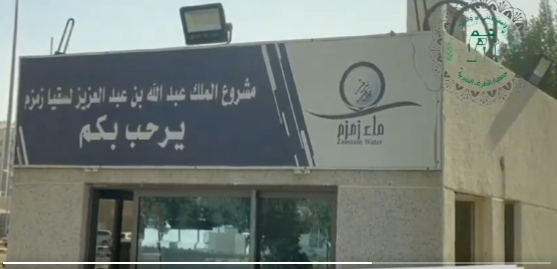 مشروع الملك عبد الله بن عبد العزيز لسقيا زمزم
يرحب بكم
ماء زمزم
Zamzam Water